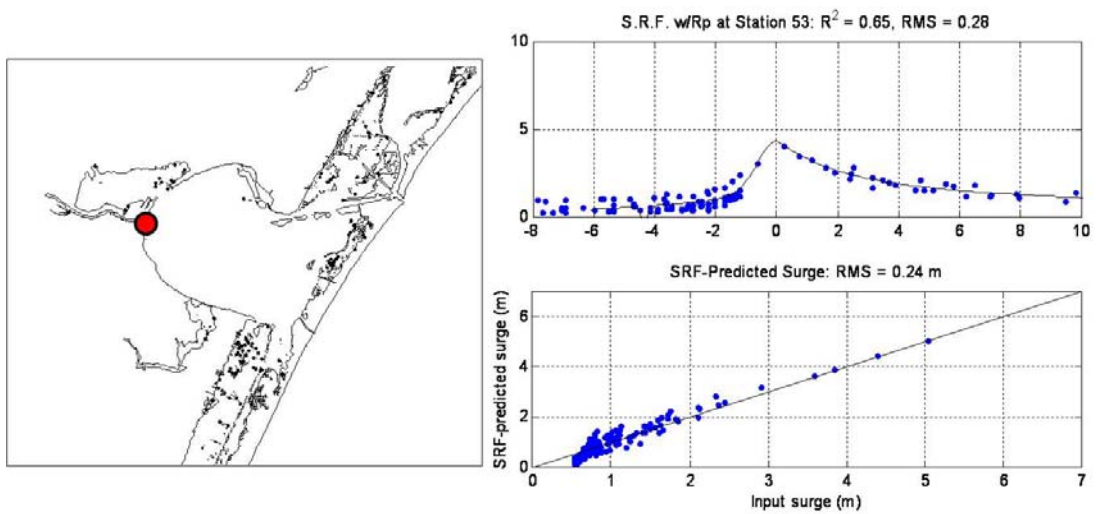 S.R.F. w/Rp at Station 53: R² = 0.65, RMS = 0.28
10
5
0
-8 -6 -4 -2 0 2 4 6 8 10
SRF-Predicted Surge: RMS = 0.24 m
SRF-predicted surge (m)
6
4
2
0
0 1 2 3 4 5 6 7
Input surge (m)